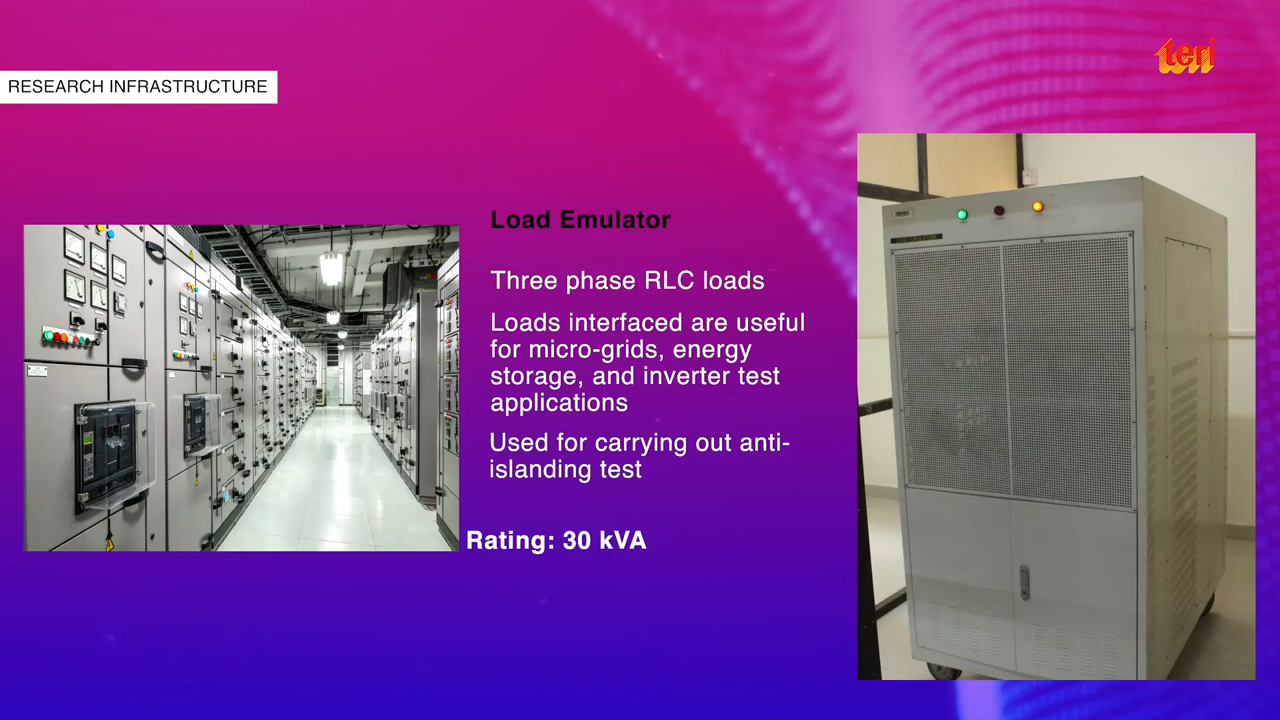 teri
RESEARCH INFRASTRUCTURE
Load Emulator
Three phase RLC loads
Loads interfaced are useful
for micro-grids, energy
storage, and inverter test
applications
Used for carrying out anti-
islanding test
Rating: 30 kVA